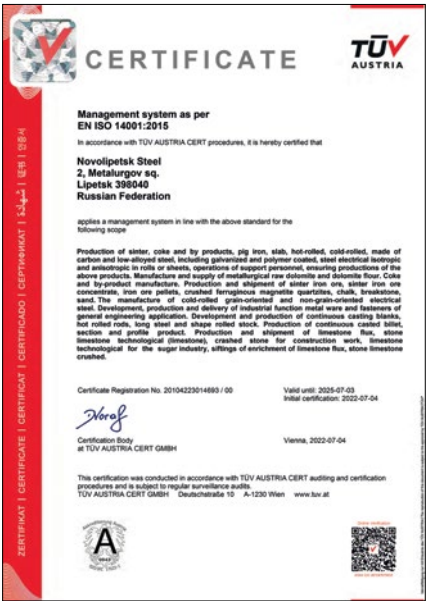 CERTIFICATE
TÜV
AUSTRIA
Management system as per
EN ISO 14001:2015
In accordance with TÜV AUSTRIA CERT procedures, it is hereby certified that
Novolipetsk Steel
2, Metalurgov sq.
Lipetsk 398040
Russian Federation
applies a management system in line with the above standard for the
following scope
Production of sinter, coke and by products, pig iron, slab, hot-rolled, cold-rolled, made of
carbon and low-alloyed steel, including galvanized and polymer coated, steel electrical isotropic
and anisotropic in rolls or sheets, operations of support personnel, ensuring productions of the
above products. Manufacture and supply of metallurgical raw dolomite and dolomite flour. Coke
and by-product manufacture. Production and shipment of sinter iron ore, sinter iron ore
concentrate, iron ore pellets, crushed ferruginous magnetite quartzites, chalk, breakstone,
sand. The manufacture of cold-rolled grain-oriented and non-grain-oriented electrical
steel. Development, production and delivery of industrial function metal ware and fasteners of
general engineering application. Development and production of continuous casting blanks,
hot rolled rods, long steel and shape rolled stock. Production of continuous casted billet,
section and profile product. Production and shipment of limestone flux, stone
limestone technological (limestone), crashed stone for construction work, limestone
technological for the sugar industry, siftings of enrichment of limestone flux, stone limestone
crushed.
Certificate Registration No. 20104223014693 / 00
Valid until: 2025-07-03
Initial certification: 2022-07-04
Certification Body
at TÜV AUSTRIA CERT GMBH
Vienna, 2022-07-04
This certification was conducted in accordance with TÜV AUSTRIA CERT auditing and certification
procedures and is subject to regular surveillance audits.
TÜV AUSTRIA CERT GMBH Deutschstraße 10 A-1230 Wien www.tuv.at
A
ZERTIFIKAT | CERTIFICATE | CERTIFICAT | CERTIFICADO | СЕРТИФИКАТ | شهادة | 证书 | 인증서